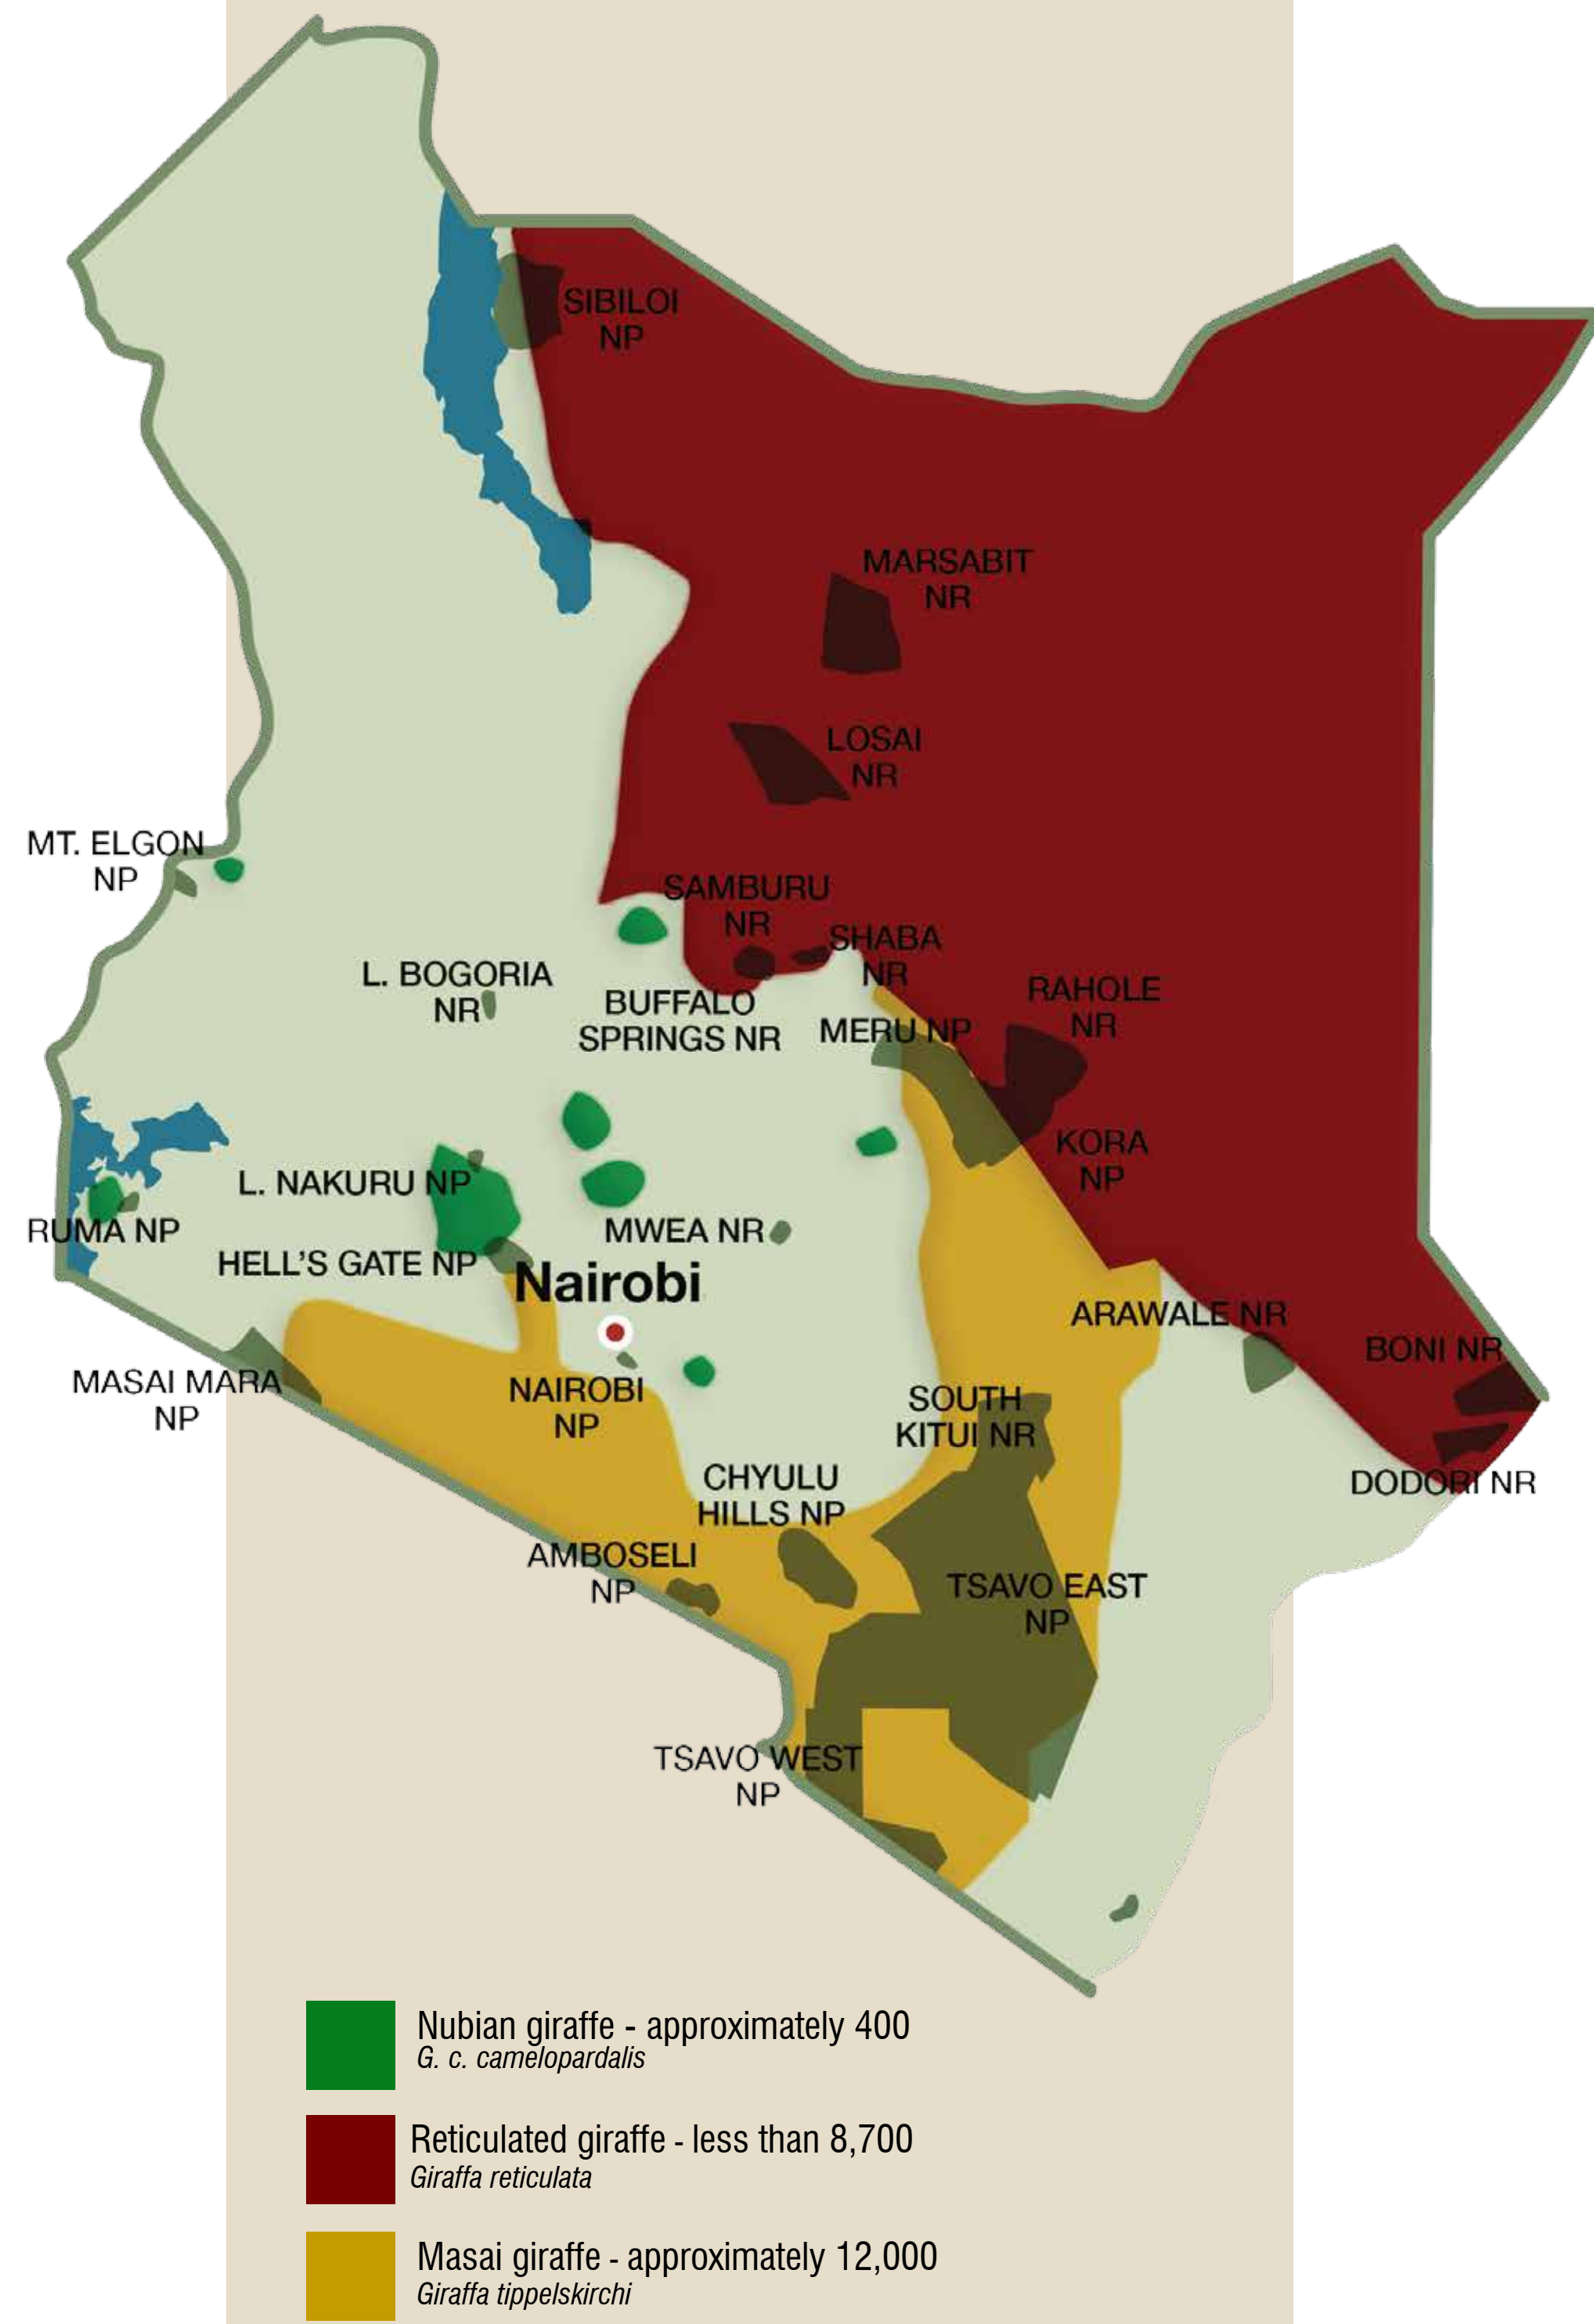 SIBILOI
NP
MARSABIT
NR
LOSAI
NR
MT. ELGON
NP
SAMBURU
NR
SHABA
NR
L. BOGORIA
NR
BUFFALO
SPRINGS NR
MERU NP
RAHOLE
NR
KORA
NP
L. NAKURU NP
RUMA NP
MWEA NR
HELL'S GATE NP
Nairobi
ARAWALE NR
BONI NR
MASAI MARA
NP
NAIROBI
NP
SOUTH
KITUI NR
CHYULU
HILLS NP
DODORI NR
AMBOSELI
NP
TSAVO EAST
NP
TSAVO WEST
NP
Nubian giraffe - approximately 400
G. c. camelopardalis
Reticulated giraffe - less than 8,700
Giraffa reticulata
Masai giraffe - approximately 12,000
Giraffa tippelskirchi